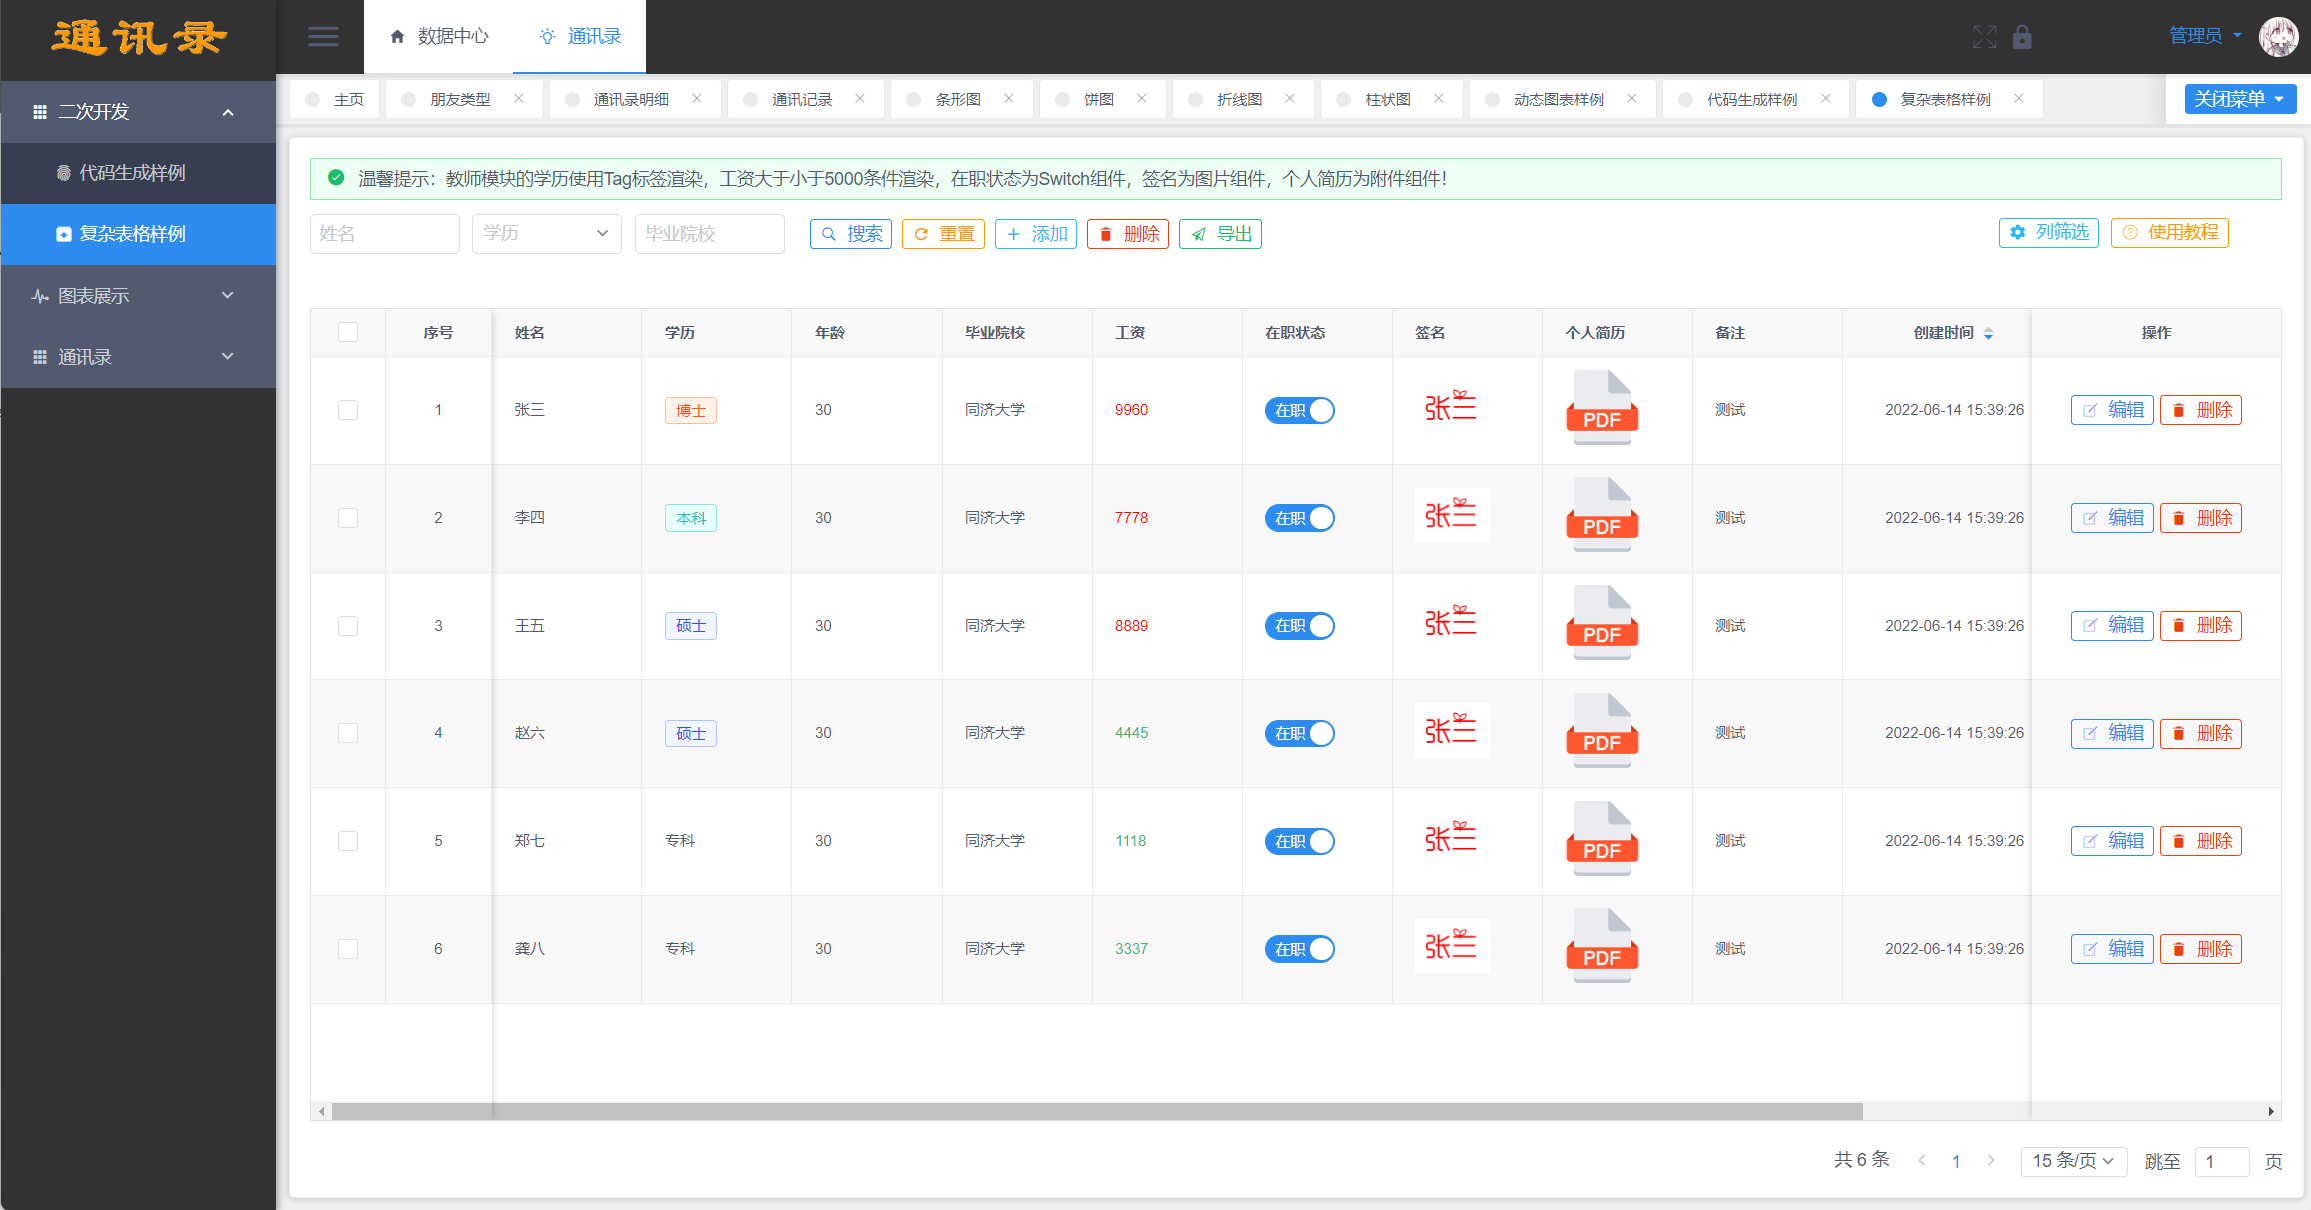 通讯录
数据中心 通讯录 管理员
主页 朋友类型 通讯录明细 通讯记录 条形图 饼图 折线图 柱状图 动态图表样例 代码生成样例 复杂表格样例 关闭菜单
二次开发
代码生成样例
复杂表格样例
图表展示
通讯录
温馨提示：教师模块的学历使用Tag标签渲染，工资大于小于5000条件渲染，在职状态为Switch组件，签名为图片组件，个人简历为附件组件！
姓名 学历 毕业院校 搜索 重置 添加 删除 导出 列筛选 使用教程
序号 姓名 学历 年龄 毕业院校 工资 在职状态 签名 个人简历 备注 创建时间 操作
1 张三 博士 30 同济大学 9960 在职 张三 PDF 测试 2022-06-14 15:39:26 编辑 删除
2 李四 本科 30 同济大学 7778 在职 张三 PDF 测试 2022-06-14 15:39:26 编辑 删除
3 王五 硕士 30 同济大学 8889 在职 张三 PDF 测试 2022-06-14 15:39:26 编辑 删除
4 赵六 硕士 30 同济大学 4445 在职 张三 PDF 测试 2022-06-14 15:39:26 编辑 删除
5 郑七 专科 30 同济大学 1118 在职 张三 PDF 测试 2022-06-14 15:39:26 编辑 删除
6 龚八 专科 30 同济大学 3337 在职 张三 PDF 测试 2022-06-14 15:39:26 编辑 删除
共 6 条 1 15 条/页 跳至 1 页